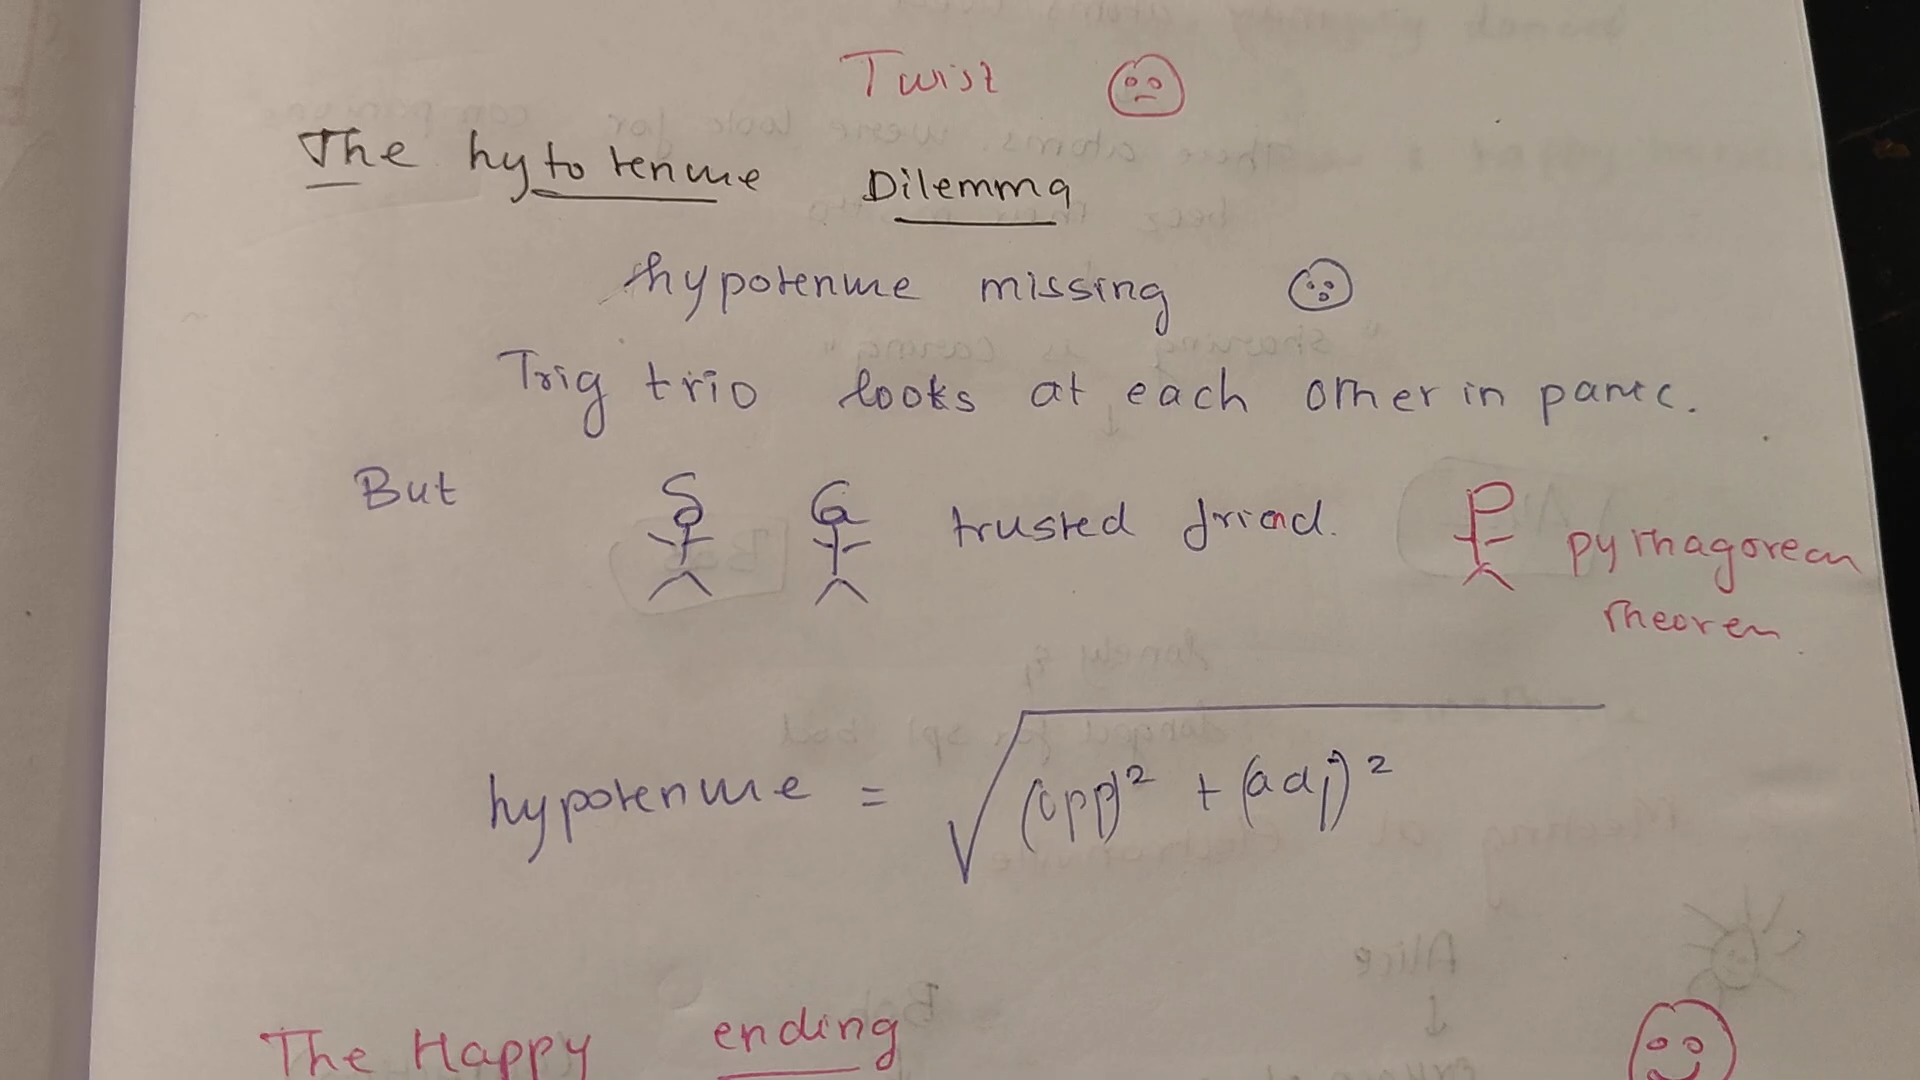 Twist
The hytotenuse Dilemma
hypotenuse missing
Trig trio looks at each other in panic.
But S C trusted friend. P pythagorean
Theorem
hypotenuse = √(opp)² + (adj)²
The Happy ending